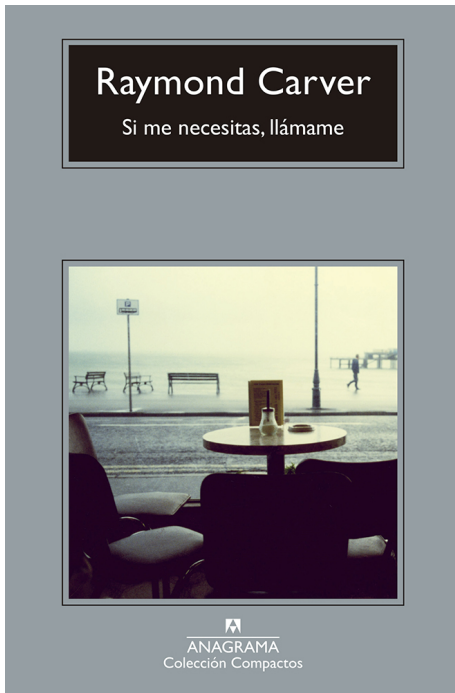 Raymond Carver
Si me necesitas, llámame
ANAGRAMA
Colección Compactos